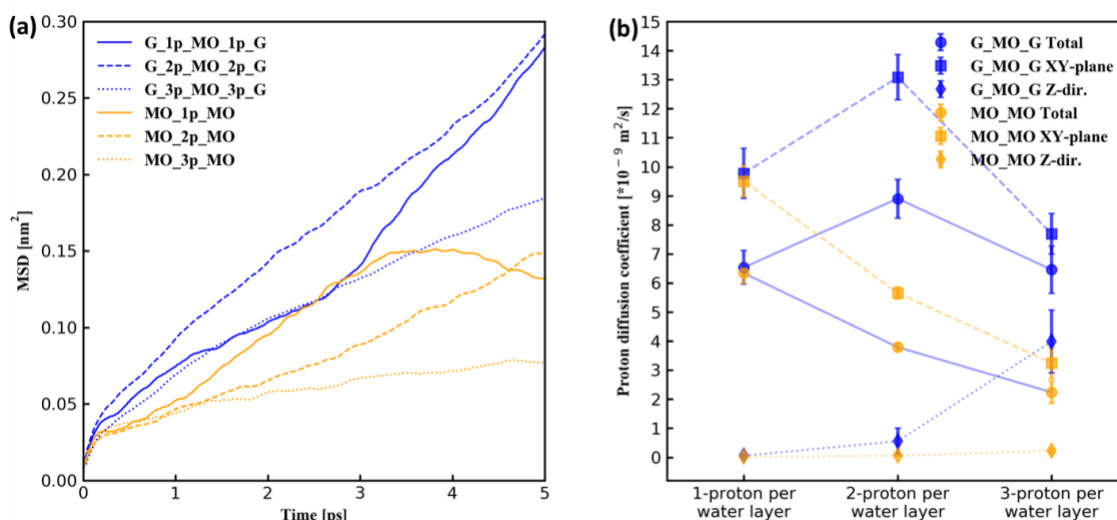 (a)
G_1p_MO_1p_G
G_2p_MO_2p_G
G_3p_MO_3p_G
MO_1p_MO
MO_2p_MO
MO_3p_MO
MSD [nm²]
0.30
0.25
0.20
0.15
0.10
0.05
0.00
0 1 2 3 4 5
Time [ps]
(b)
G_MO_G Total
G_MO_G XY-plane
G_MO_G Z-dir.
MO_MO Total
MO_MO XY-plane
MO_MO Z-dir.
Proton diffusion coefficient [*10⁻⁹ m²/s]
15
14
13
12
11
10
9
8
7
6
5
4
3
2
1
0
1-proton per
water layer
2-proton per
water layer
3-proton per
water layer